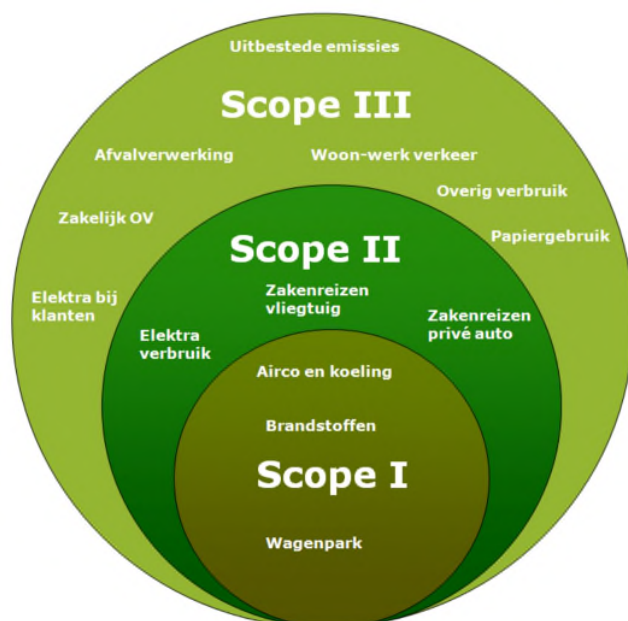 Uitbestede emissies
Scope III
Afvalverwerking
Woon-werk verkeer
Overig verbruik
Zakelijk OV
Papiergebruik
Scope II
Elektra bij
klanten
Zakenreizen
vliegtuig
Zakenreizen
privé auto
Elektra
verbruik
Airco en koeling
Brandstoffen
Scope I
Wagenpark